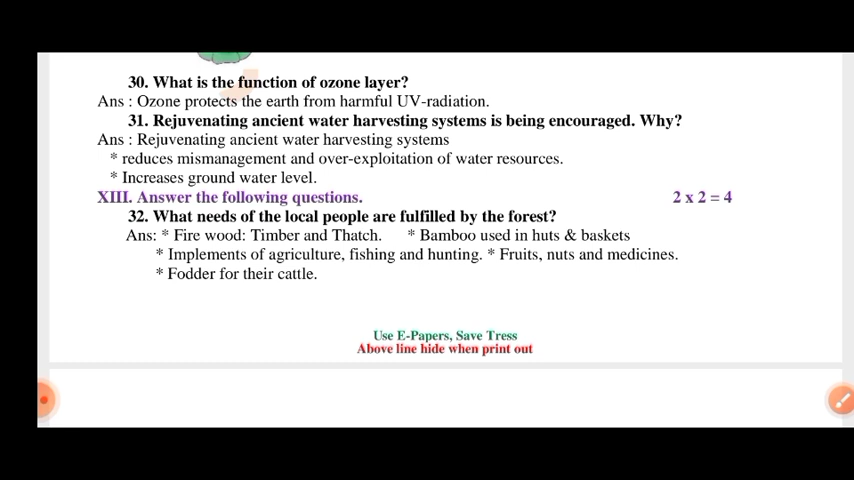 30. What is the function of ozone layer?
Ans : Ozone protects the earth from harmful UV-radiation.
31. Rejuvenating ancient water harvesting systems is being encouraged. Why?
Ans : Rejuvenating ancient water harvesting systems
* reduces mismanagement and over-exploitation of water resources.
* Increases ground water level.
XIII. Answer the following questions. 2 x 2 = 4
32. What needs of the local people are fulfilled by the forest?
Ans: * Fire wood: Timber and Thatch. * Bamboo used in huts & baskets
* Implements of agriculture, fishing and hunting. * Fruits, nuts and medicines.
* Fodder for their cattle.
Use E-Papers, Save Tress
Above line hide when print out